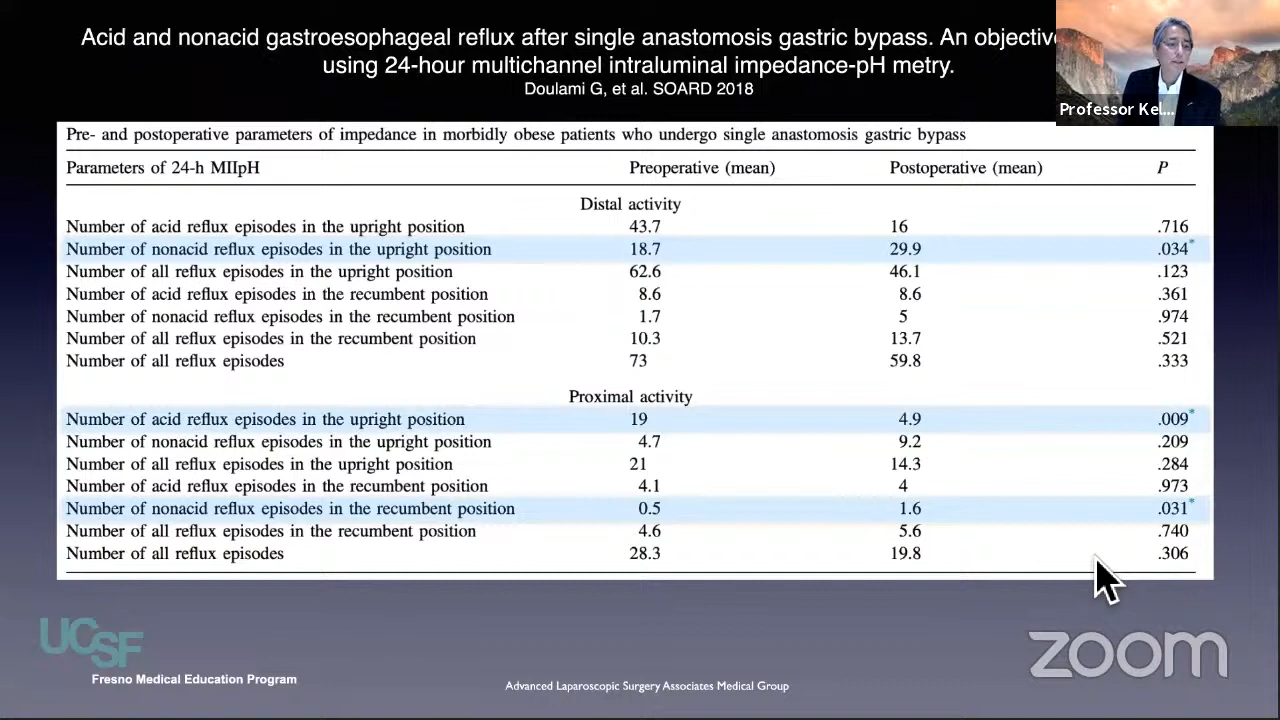 Acid and nonacid gastroesophageal reflux after single anastomosis gastric bypass. An objective
using 24-hour multichannel intraluminal impedance-pH metry.
Doulami G, et al. SOARD 2018
Professor Kel...
Pre- and postoperative parameters of impedance in morbidly obese patients who undergo single anastomosis gastric bypass
Parameters of 24-h MIIpH Preoperative (mean) Postoperative (mean) P
Distal activity
Number of acid reflux episodes in the upright position 43.7 16 .716
Number of nonacid reflux episodes in the upright position 18.7 29.9 .034*
Number of all reflux episodes in the upright position 62.6 46.1 .123
Number of acid reflux episodes in the recumbent position 8.6 8.6 .361
Number of nonacid reflux episodes in the recumbent position 1.7 5 .974
Number of all reflux episodes in the recumbent position 10.3 13.7 .521
Number of all reflux episodes 73 59.8 .333
Proximal activity
Number of acid reflux episodes in the upright position 19 4.9 .009*
Number of nonacid reflux episodes in the upright position 4.7 9.2 .209
Number of all reflux episodes in the upright position 21 14.3 .284
Number of acid reflux episodes in the recumbent position 4.1 4 .973
Number of nonacid reflux episodes in the recumbent position 0.5 1.6 .031*
Number of all reflux episodes in the recumbent position 4.6 5.6 .740
Number of all reflux episodes 28.3 19.8 .306
UCSF
Fresno Medical Education Program
Advanced Laparoscopic Surgery Associates Medical Group
zoom